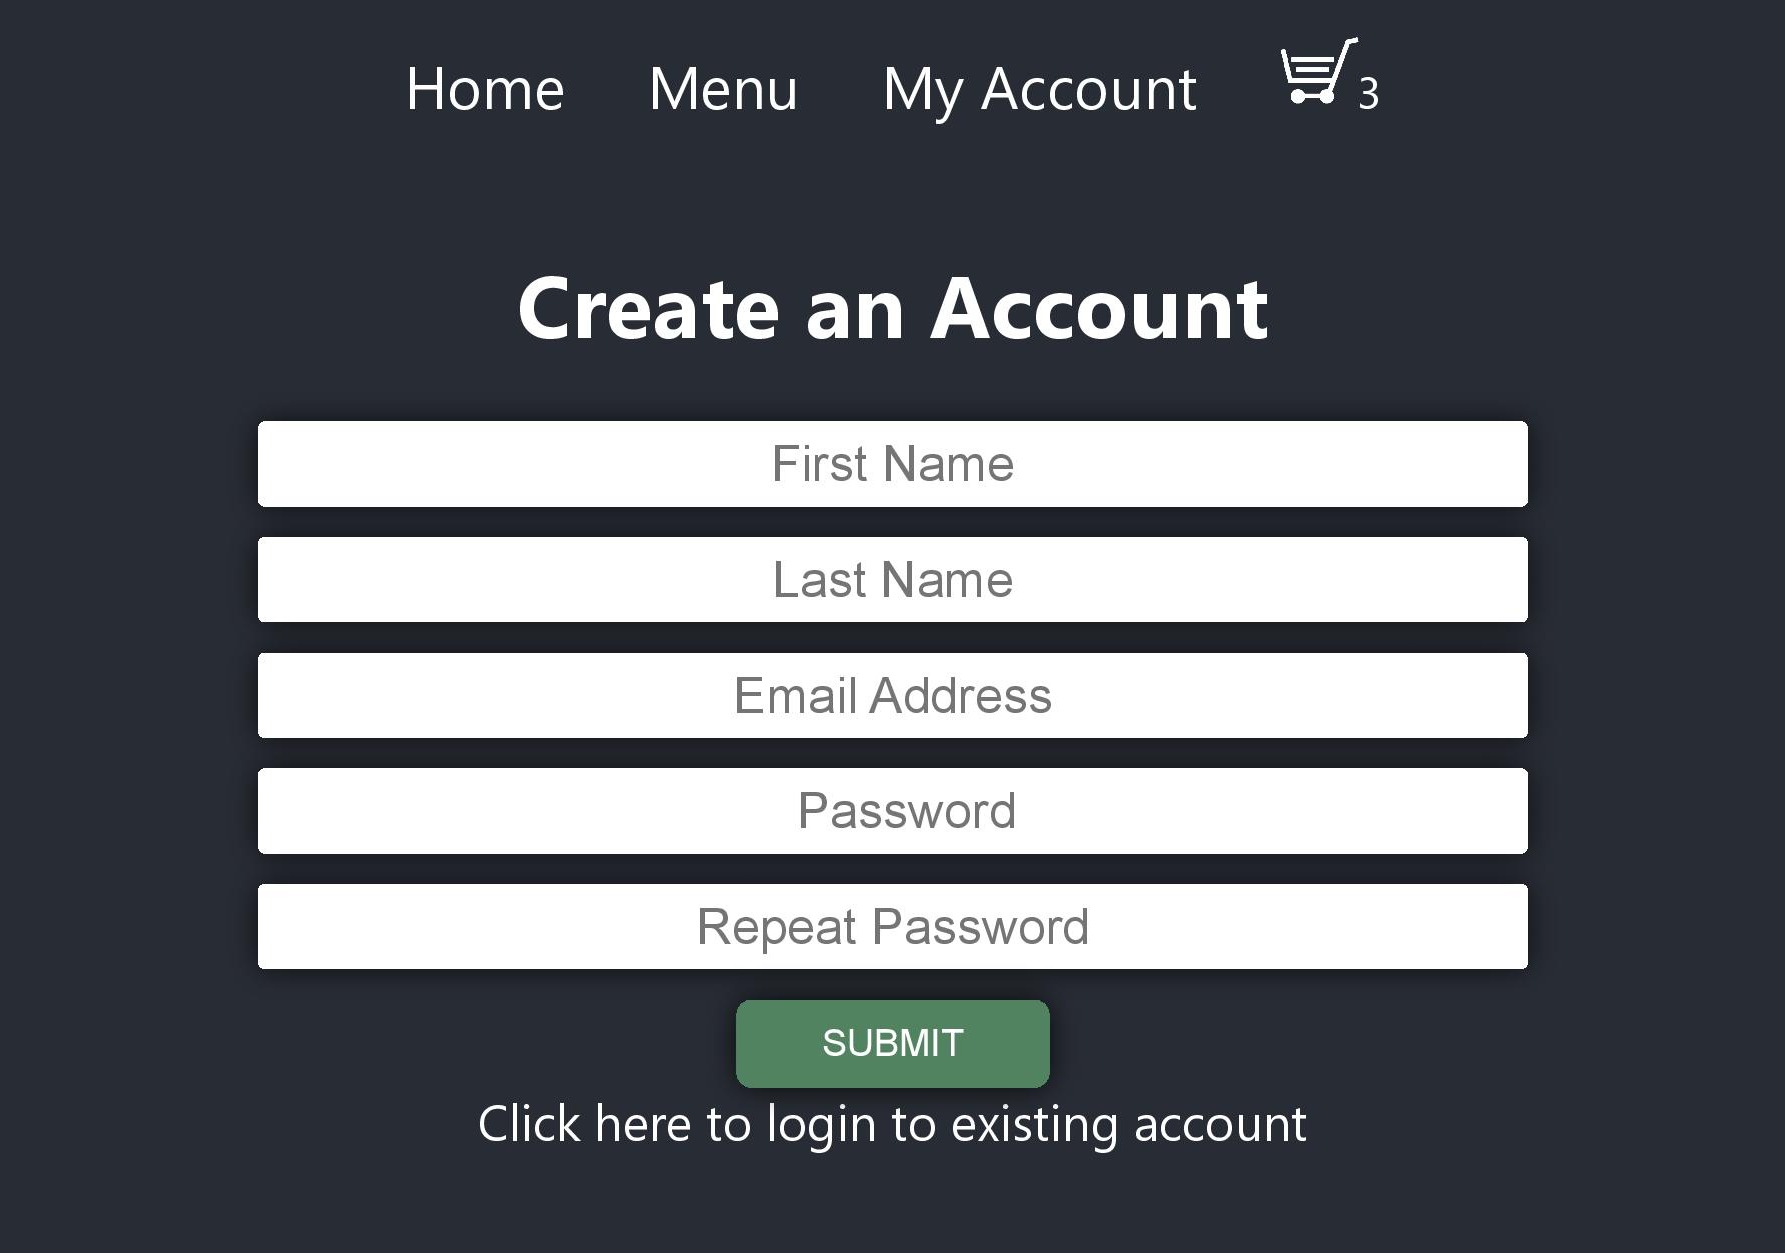 Home Menu My Account 3
Create an Account
First Name
Last Name
Email Address
Password
Repeat Password
SUBMIT
Click here to login to existing account